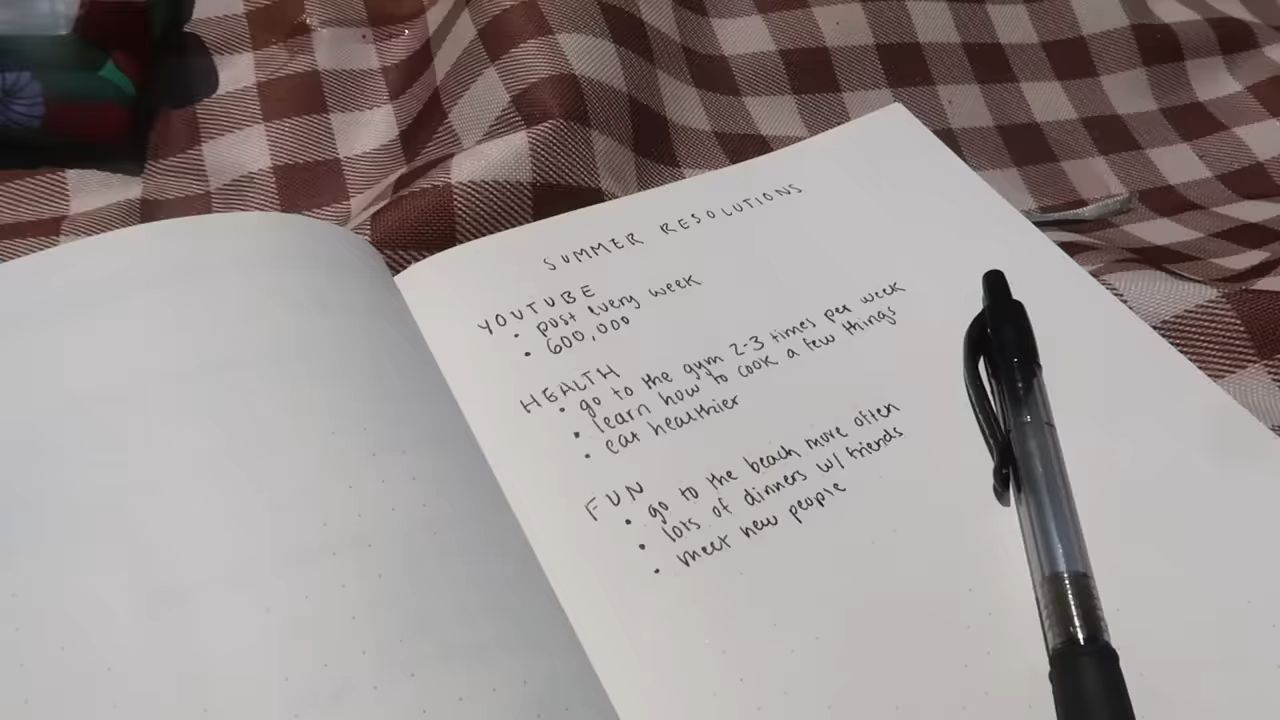 SUMMER RESOLUTIONS
YOUTUBE
• post every week
• 600,000
HEALTH
• go to the gym 2-3 times per week
• learn how to cook a few things
• eat healthier
FUN
• go to the beach more often
• lots of dinners w/ friends
• meet new people